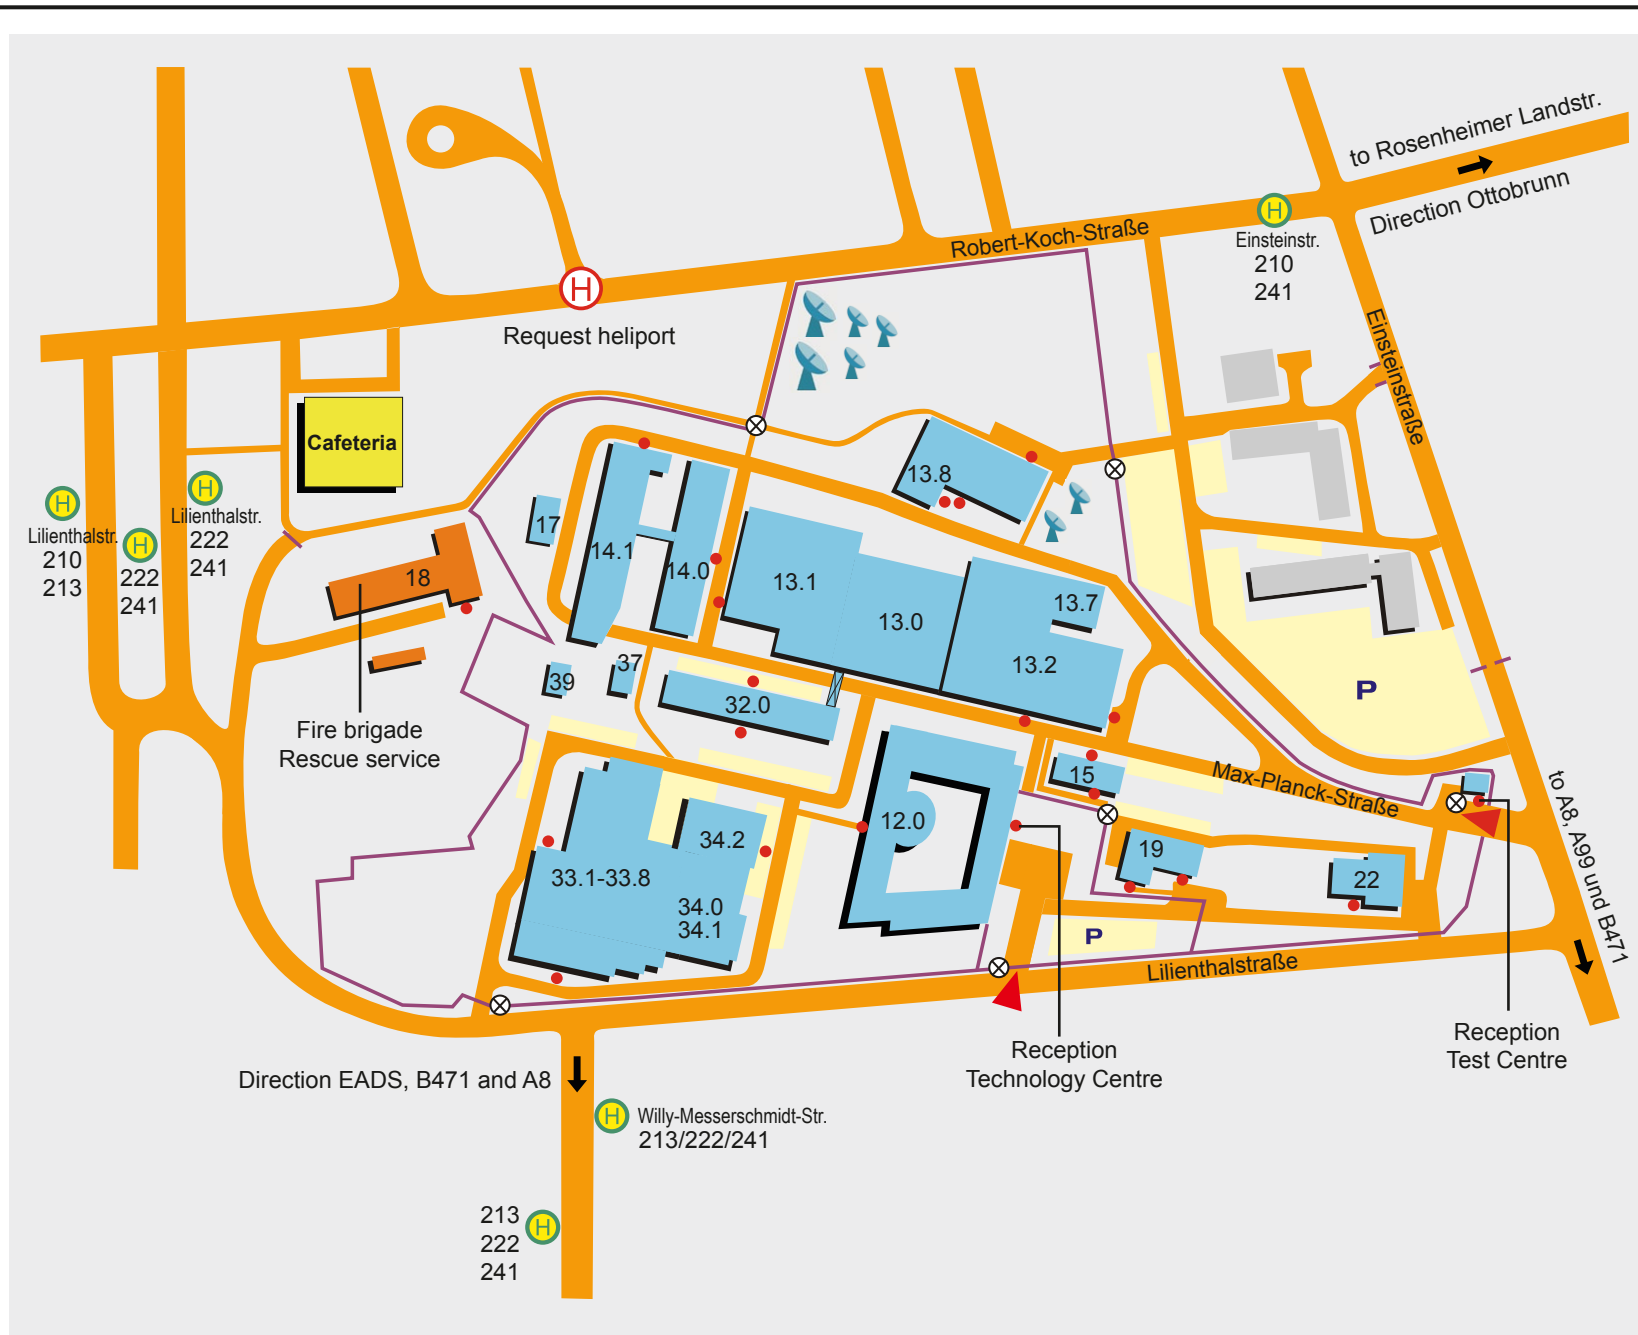 to Rosenheimer Landstr.
Direction Ottobrunn
Robert-Koch-Straße
H
Einsteinstr.
210
241
H
Request heliport
Einsteinstraße
Cafeteria
H
Lilienthalstr.
210
213
H
222
241
H
Lilienthalstr.
222
241
13.8
17
14.1
14.0
18
13.1
13.0
13.7
13.2
39
37
32.0
P
Fire brigade
Rescue service
15
Max-Planck-Straße
to A8, A99 und B471
12.0
34.2
19
33.1-33.8
22
34.0
34.1
P
Lilienthalstraße
Reception
Technology Centre
Reception
Test Centre
Direction EADS, B471 and A8
H
Willy-Messerschmidt-Str.
213/222/241
213
222
241
H